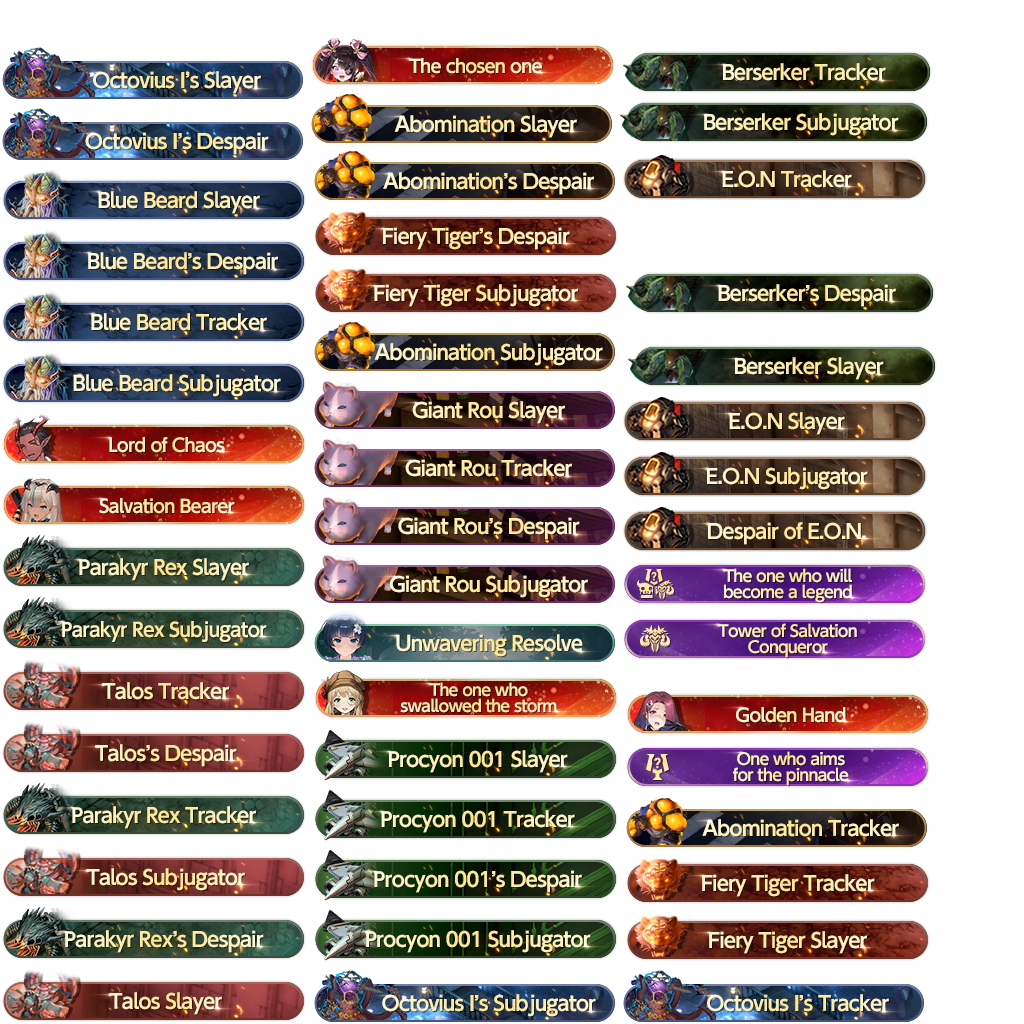 Octovius I's Slayer
Octovius I's Despair
Blue Beard Slayer
Blue Beard's Despair
Blue Beard Tracker
Blue Beard Subjugator
Lord of Chaos
Salvation Bearer
Parakyr Rex Slayer
Parakyr Rex Subjugator
Talos Tracker
Talos's Despair
Parakyr Rex Tracker
Talos Subjugator
Parakyr Rex's Despair
Talos Slayer
The chosen one
Abomination Slayer
Abomination's Despair
Fiery Tiger's Despair
Fiery Tiger Subjugator
Abomination Subjugator
Giant Rou Slayer
Giant Rou Tracker
Giant Rou's Despair
Giant Rou Subjugator
Unwavering Resolve
The one who
swallowed the storm
Procyon 001 Slayer
Procyon 001 Tracker
Procyon 001's Despair
Procyon 001 Subjugator
Octovius I's Subjugator
Berserker Tracker
Berserker Subjugator
E.O.N Tracker
Berserker's Despair
Berserker Slayer
E.O.N Slayer
E.O.N Subjugator
Despair of E.O.N.
The one who will
become a legend
Tower of Salvation
Conqueror
Golden Hand
One who aims
for the pinnacle
Abomination Tracker
Fiery Tiger Tracker
Fiery Tiger Slayer
Octovius I's Tracker